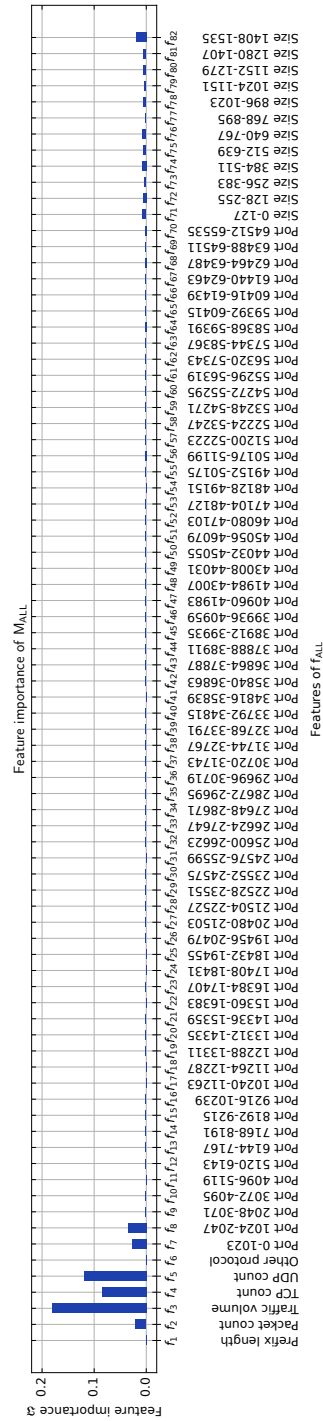 Feature importance of M_ALL
Feature importance ℑ
0.2
0.1
0.0
f1
f2
f3
f4
f5
f6
f7
f8
f9
f10
f11
f12
f13
f14
f15
f16
f17
f18
f19
f20
f21
f22
f23
f24
f25
f26
f27
f28
f29
f30
f31
f32
f33
f34
f35
f36
f37
f38
f39
f40
f41
f42
f43
f44
f45
f46
f47
f48
f49
f50
f51
f52
f53
f54
f55
f56
f57
f58
f59
f60
f61
f62
f63
f64
f65
f66
f67
f68
f69
f70
f71
f72
f73
f74
f75
f76
f77
f78
f79
f80
f81
f82
Prefix length
Packet count
Traffic volume
TCP count
UDP count
Other protocol
Port 0-1023
Port 1024-2047
Port 2048-3071
Port 3072-4095
Port 4096-5119
Port 5120-6143
Port 6144-7167
Port 7168-8191
Port 8192-9215
Port 9216-10239
Port 10240-11263
Port 11264-12287
Port 12288-13311
Port 13312-14335
Port 14336-15359
Port 15360-16383
Port 16384-17407
Port 17408-18431
Port 18432-19455
Port 19456-20479
Port 20480-21503
Port 21504-22527
Port 22528-23551
Port 23552-24575
Port 24576-25599
Port 25600-26623
Port 26624-27647
Port 27648-28671
Port 28672-29695
Port 29696-30719
Port 30720-31743
Port 31744-32767
Port 32768-33791
Port 33792-34815
Port 34816-35839
Port 35840-36863
Port 36864-37887
Port 37888-38911
Port 38912-39935
Port 39936-40959
Port 40960-41983
Port 41984-43007
Port 43008-44031
Port 44032-45055
Port 45056-46079
Port 46080-47103
Port 47104-48127
Port 48128-49151
Port 49152-50175
Port 50176-51199
Port 51200-52223
Port 52224-53247
Port 53248-54271
Port 54272-55295
Port 55296-56319
Port 56320-57343
Port 57344-58367
Port 58368-59391
Port 59392-60415
Port 60416-61439
Port 61440-62463
Port 62464-63487
Port 63488-64511
Port 64512-65535
Size 0-127
Size 128-255
Size 256-383
Size 384-511
Size 512-639
Size 640-767
Size 768-895
Size 896-1023
Size 1024-1151
Size 1152-1279
Size 1280-1407
Size 1408-1535
Features of f_ALL